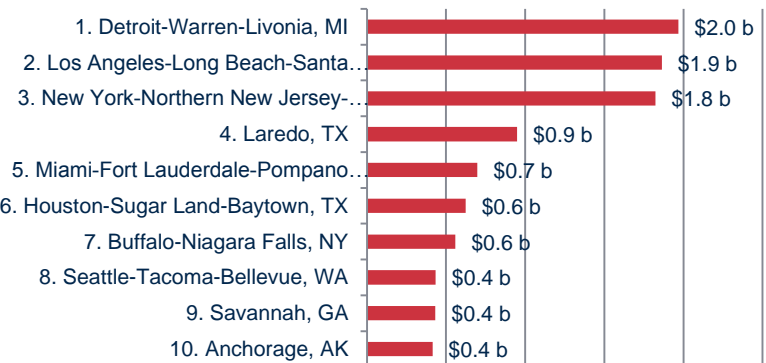 1. Detroit-Warren-Livonia, MI $2.0 b
2. Los Angeles-Long Beach-Santa... $1.9 b
3. New York-Northern New Jersey-... $1.8 b
4. Laredo, TX $0.9 b
5. Miami-Fort Lauderdale-Pompano... $0.7 b
6. Houston-Sugar Land-Baytown, TX $0.6 b
7. Buffalo-Niagara Falls, NY $0.6 b
8. Seattle-Tacoma-Bellevue, WA $0.4 b
9. Savannah, GA $0.4 b
10. Anchorage, AK $0.4 b